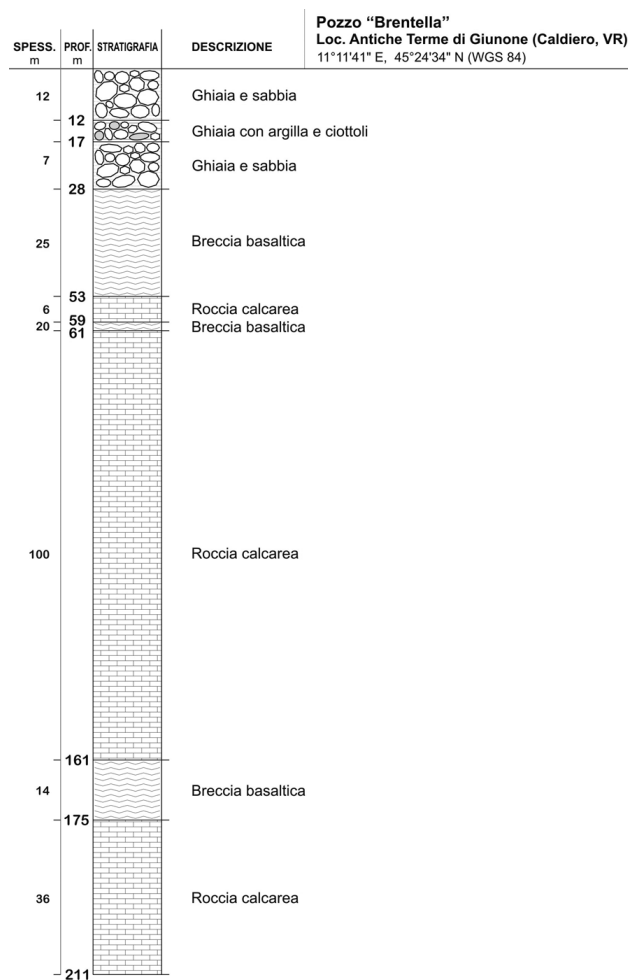 Pozzo “Brentella”
Loc. Antiche Terme di Giunone (Caldiero, VR)
11°11'41" E, 45°24'34" N (WGS 84)
SPESS. PROF. STRATIGRAFIA DESCRIZIONE
m m
12 Ghiaia e sabbia
12
Ghiaia con argilla e ciottoli
17
7 Ghiaia e sabbia
28
25 Breccia basaltica
53
6 Roccia calcarea
59
20 Breccia basaltica
61
100 Roccia calcarea
161
14 Breccia basaltica
175
36 Roccia calcarea
211